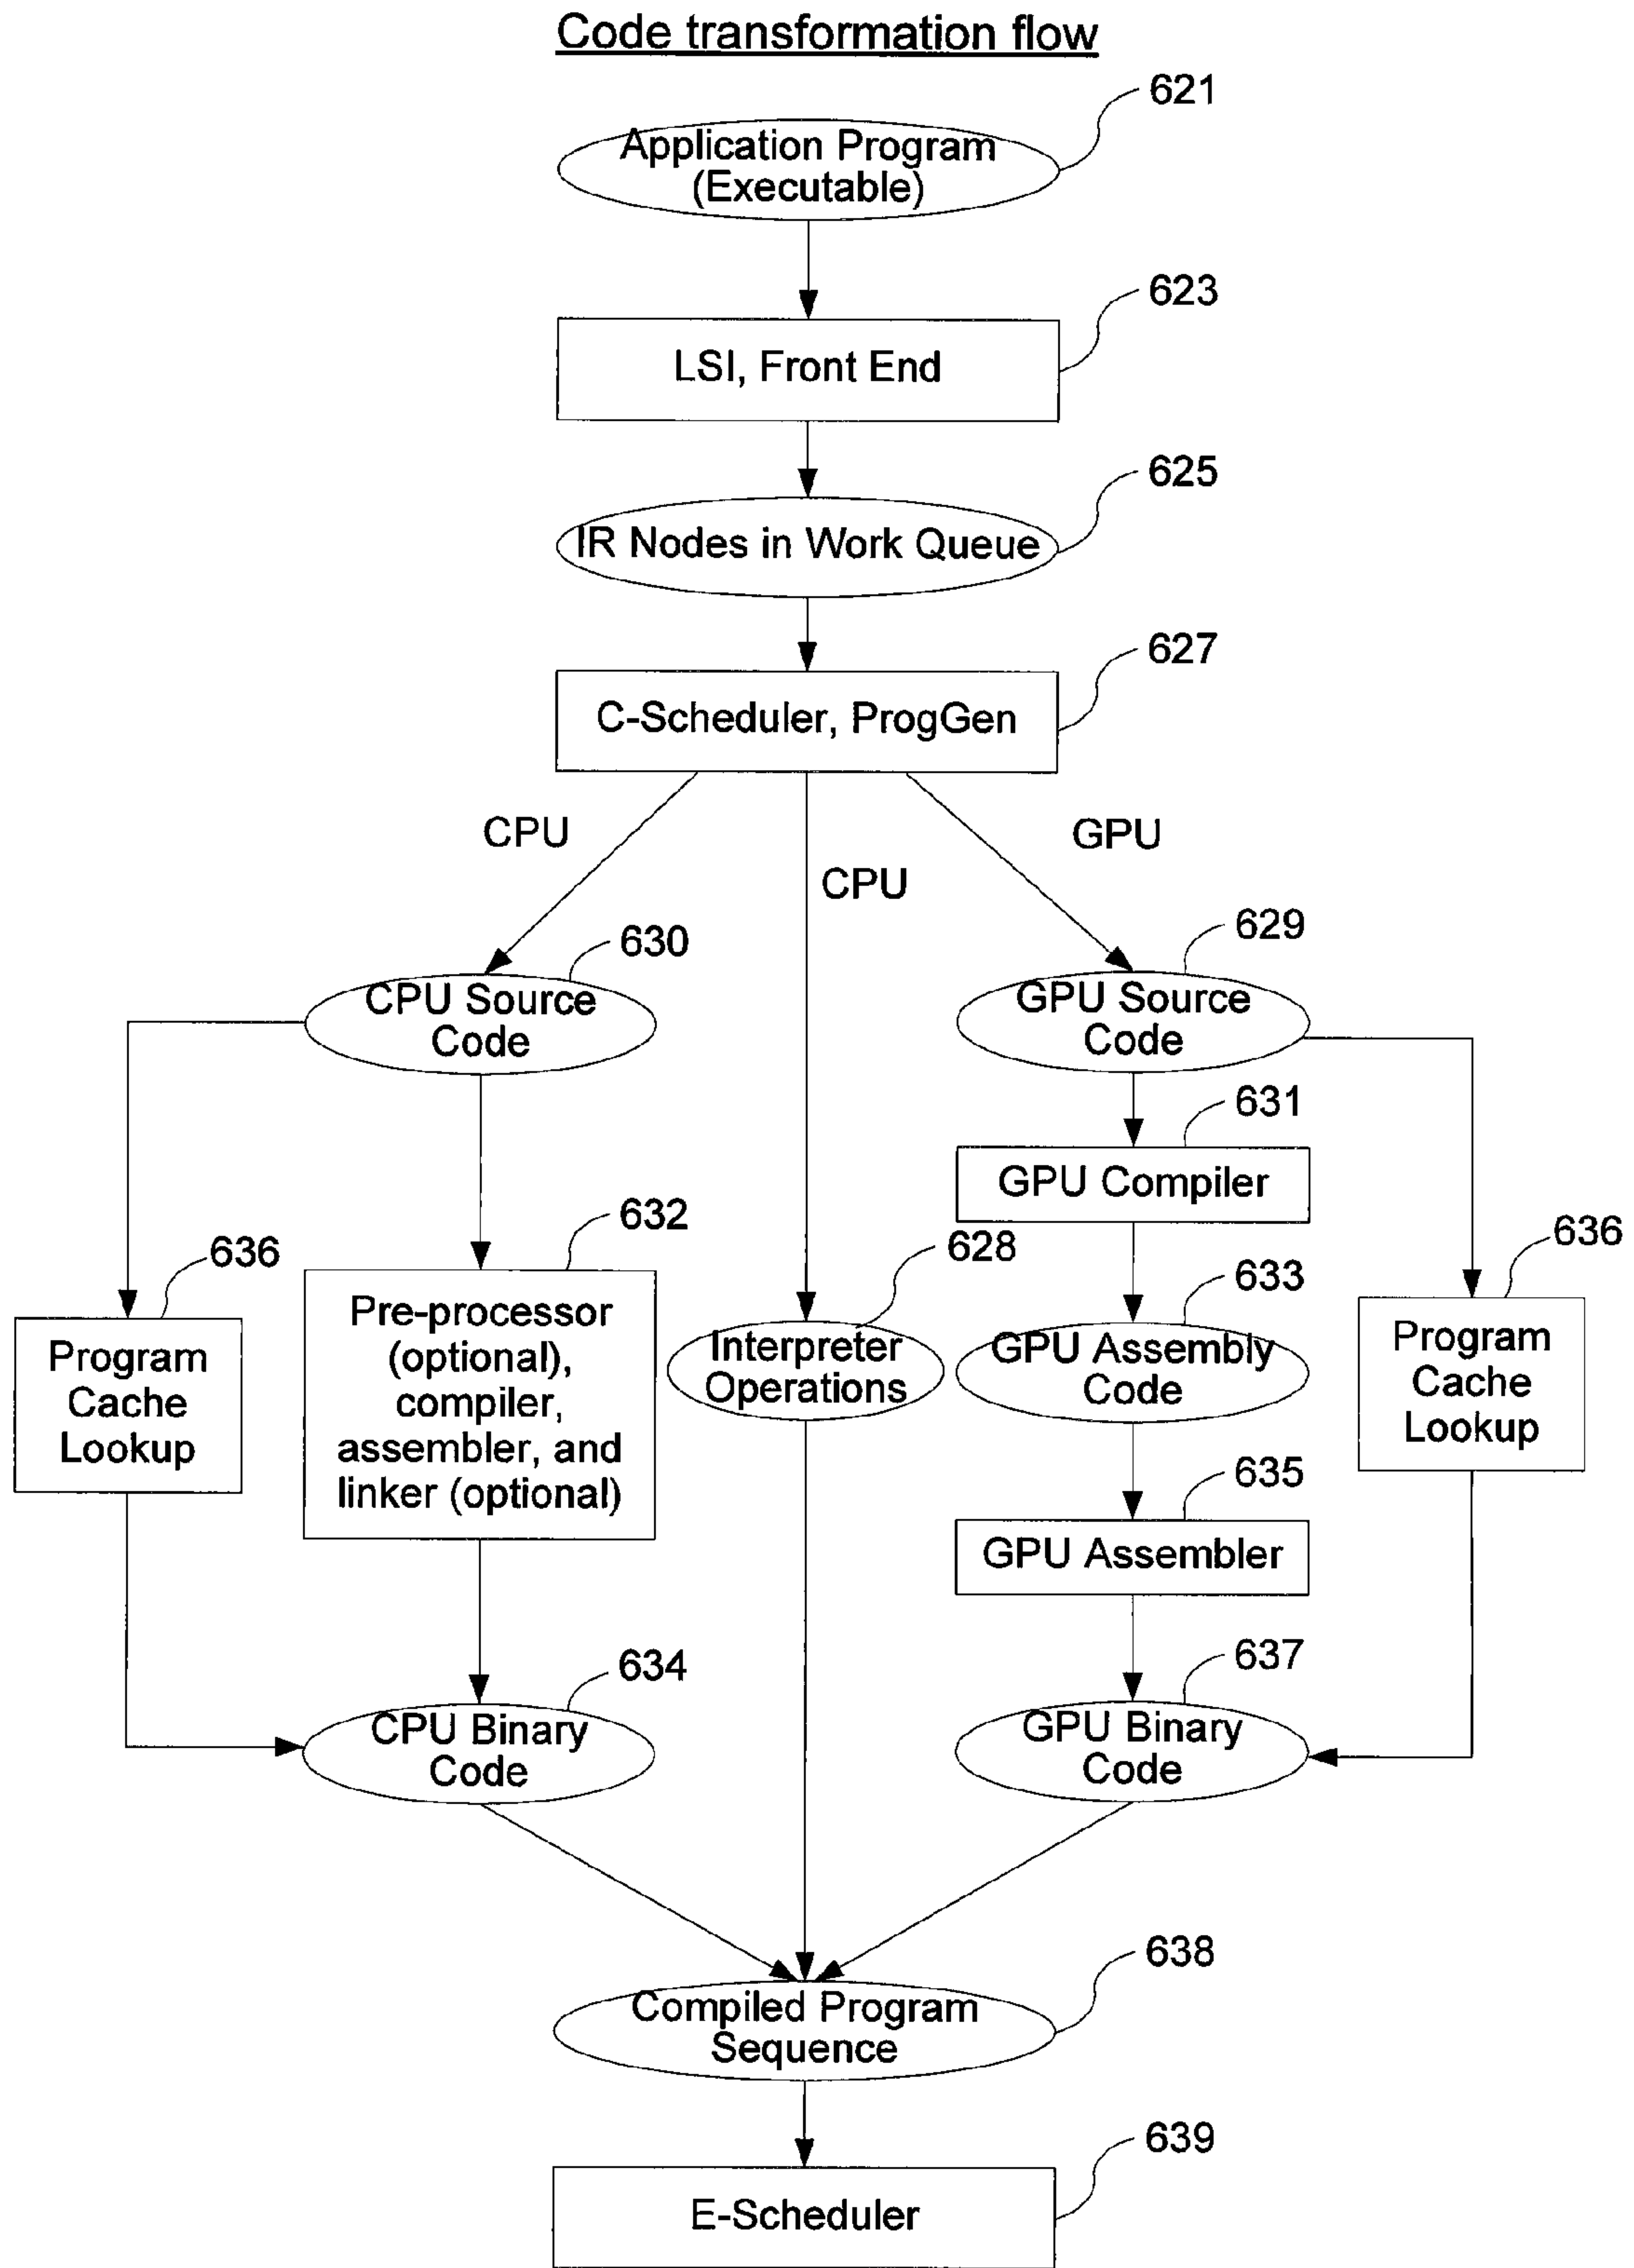 Code transformation flow
621
Application Program
(Executable)
623
LSI, Front End
625
IR Nodes in Work Queue
627
C-Scheduler, ProgGen
CPU
CPU
GPU
630
CPU Source
Code
629
GPU Source
Code
631
GPU Compiler
636
Program
Cache
Lookup
632
Pre-processor
(optional),
compiler,
assembler, and
linker (optional)
628
Interpreter
Operations
633
GPU Assembly
Code
636
Program
Cache
Lookup
635
GPU Assembler
634
CPU Binary
Code
637
GPU Binary
Code
638
Compiled Program
Sequence
639
E-Scheduler